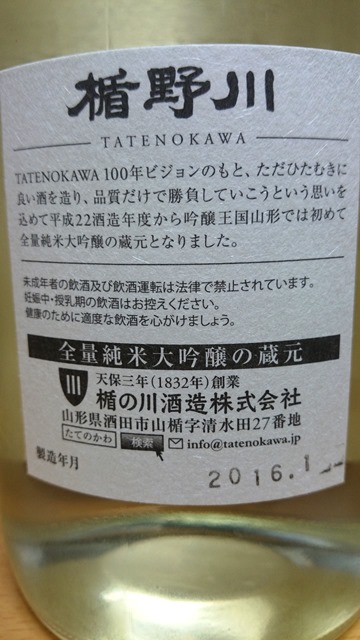 楯野川
TATENOKAWA
TATENOKAWA 100年ビジョンのもと、ただひたむきに
良い酒を造り、品質だけで勝負していこうという思いを
込めて平成22酒造年度から吟醸王国山形では初めて
全量純米大吟醸の蔵元となりました。
未成年者の飲酒及び飲酒運転は法律で禁止されています。
妊娠中・授乳期の飲酒はお控えください。
健康のために適度な飲酒を心がけましょう。
全量純米大吟醸の蔵元
天保三年(1832年)創業
楯の川酒造株式会社
山形県酒田市山楯字清水田27番地
たてのかわ 検索 info@tatenokawa.jp
製造年月 2016.1